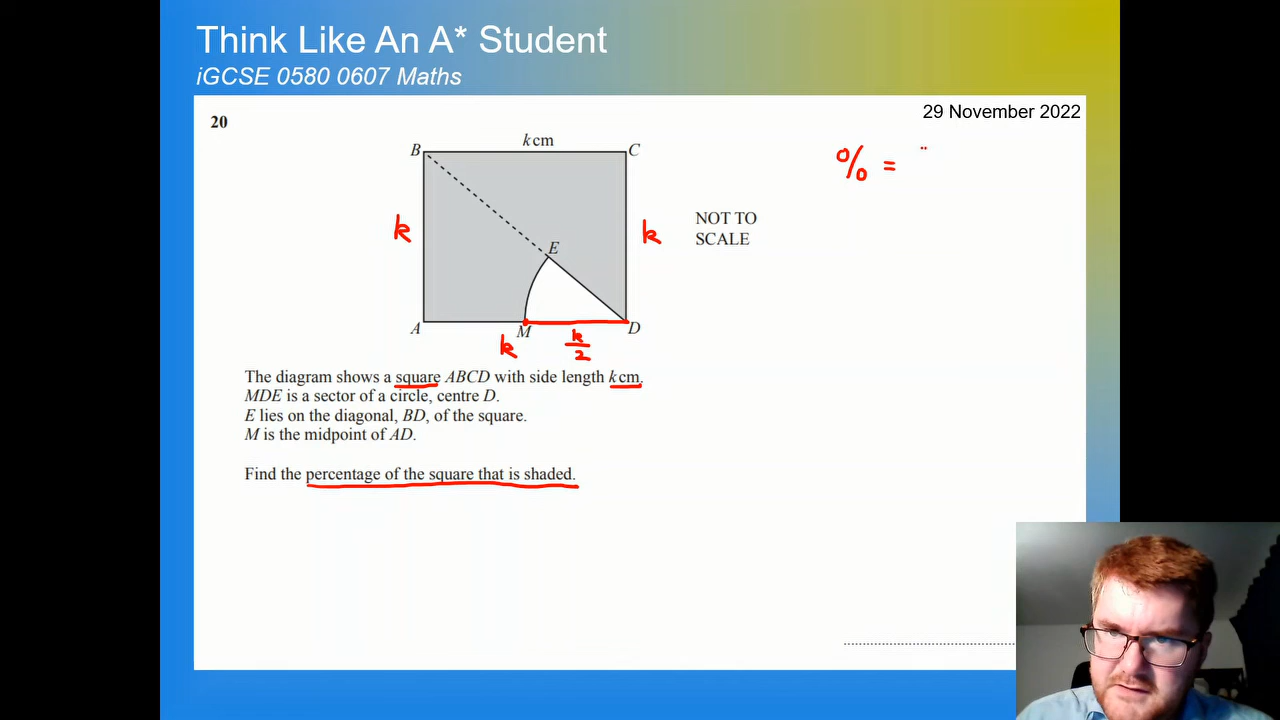 Think Like An A* Student
iGCSE 0580 0607 Maths
29 November 2022
20
k cm
B
C
% =
k
k
NOT TO
SCALE
E
A
M
D
k
k/2
The diagram shows a square ABCD with side length k cm.
MDE is a sector of a circle, centre D.
E lies on the diagonal, BD, of the square.
M is the midpoint of AD.
Find the percentage of the square that is shaded.